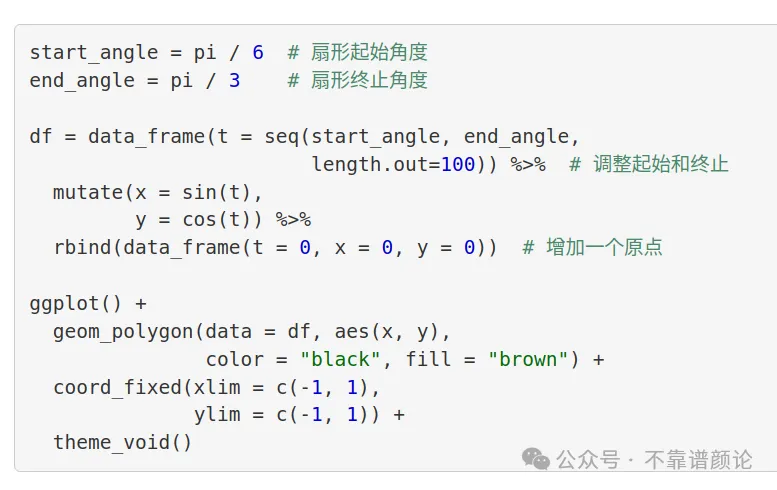 start_angle = pi / 6  # 扇形起始角度
end_angle = pi / 3    # 扇形终止角度

df = data_frame(t = seq(start_angle, end_angle,
                        length.out=100)) %>%  # 调整起始和终止
  mutate(x = sin(t),
         y = cos(t)) %>%
  rbind(data_frame(t = 0, x = 0, y = 0))  # 增加一个原点

ggplot() +
  geom_polygon(data = df, aes(x, y),
               color = "black", fill = "brown") +
  coord_fixed(xlim = c(-1, 1),
              ylim = c(-1, 1)) +
  theme_void()
公众号 · 不靠谱颜论